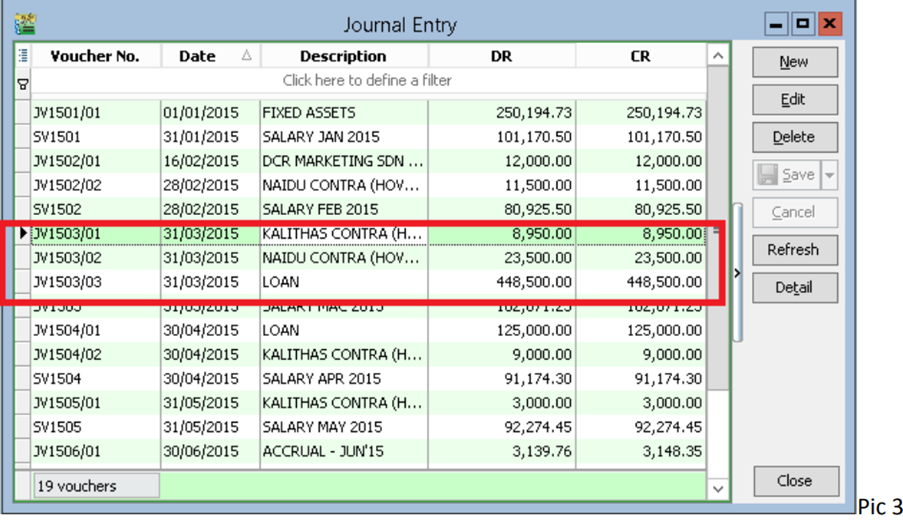 Journal Entry
Voucher No. Date Description DR CR
Click here to define a filter
JV1501/01 01/01/2015 FIXED ASSETS 250,194.73 250,194.73
SV1501 31/01/2015 SALARY JAN 2015 101,170.50 101,170.50
JV1502/01 16/02/2015 DCR MARKETING SDN ... 12,000.00 12,000.00
JV1502/02 28/02/2015 NAIDU CONTRA (HOV... 11,500.00 11,500.00
SV1502 28/02/2015 SALARY FEB 2015 80,925.50 80,925.50
JV1503/01 31/03/2015 KALITHAS CONTRA (H... 8,950.00 8,950.00
JV1503/02 31/03/2015 NAIDU CONTRA (HOV... 23,500.00 23,500.00
JV1503/03 31/03/2015 LOAN 448,500.00 448,500.00
SV1503 31/03/2015 SALARY MAC 2015 102,671.25 102,671.25
JV1504/01 30/04/2015 LOAN 125,000.00 125,000.00
JV1504/02 30/04/2015 KALITHAS CONTRA (H... 9,000.00 9,000.00
SV1504 30/04/2015 SALARY APR 2015 91,174.30 91,174.30
JV1505/01 31/05/2015 KALITHAS CONTRA (H... 3,000.00 3,000.00
SV1505 31/05/2015 SALARY MAY 2015 92,274.45 92,274.45
JV1506/01 30/06/2015 ACCRUAL - JUN'15 3,139.76 3,148.35
19 vouchers
New
Edit
Delete
Save
Cancel
Refresh
Detail
Close
Pic 3